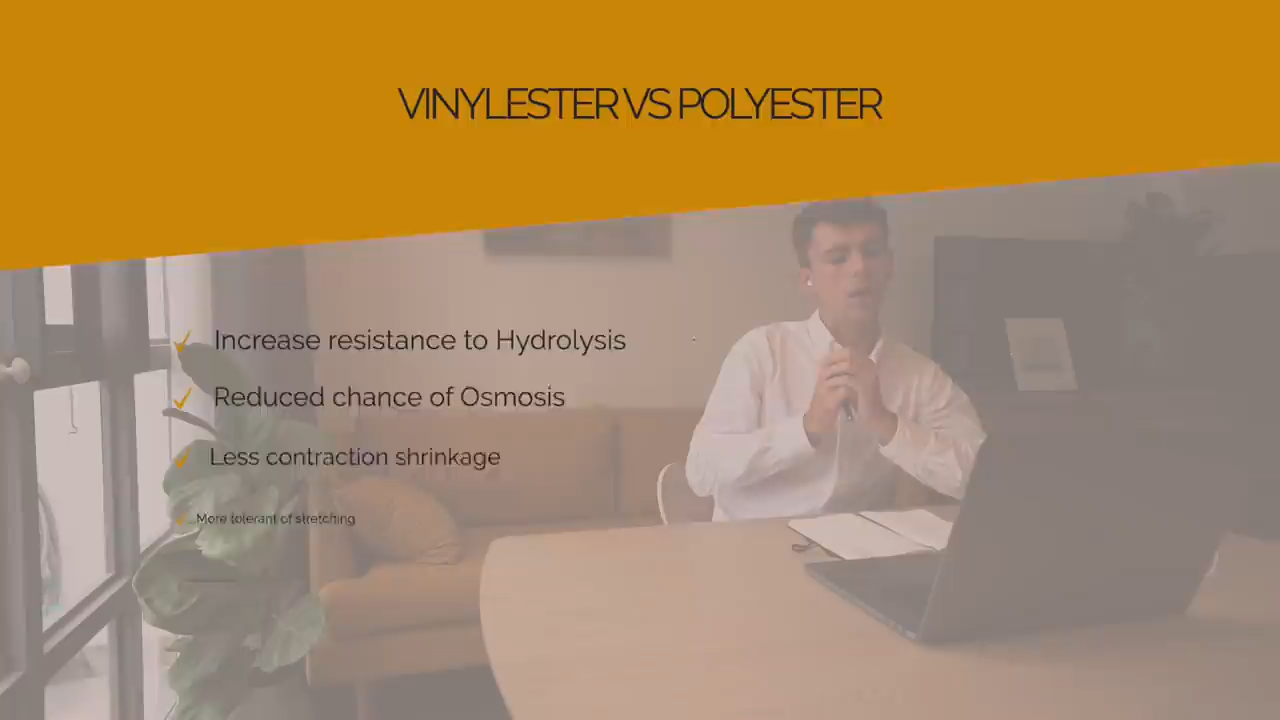 VINYLESTER VS POLYESTER
Increase resistance to Hydrolysis
Reduced chance of Osmosis
Less contraction shrinkage
More tolerant of stretching